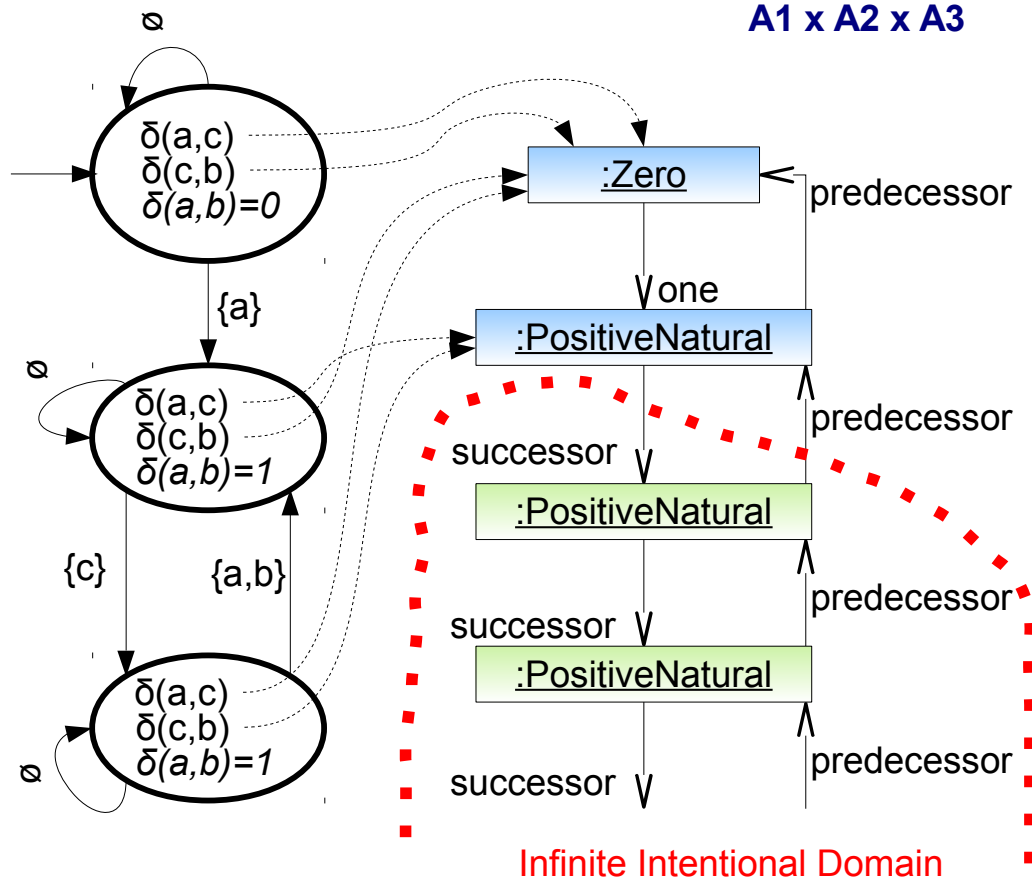 A1 x A2 x A3
ø
δ(a,c)
δ(c,b)
δ(a,b)=0
:Zero
predecessor
{a}
one
:PositiveNatural
ø
δ(a,c)
δ(c,b)
δ(a,b)=1
predecessor
successor
:PositiveNatural
{c}
{a,b}
predecessor
successor
:PositiveNatural
δ(a,c)
δ(c,b)
δ(a,b)=1
ø
predecessor
successor
Infinite Intentional Domain